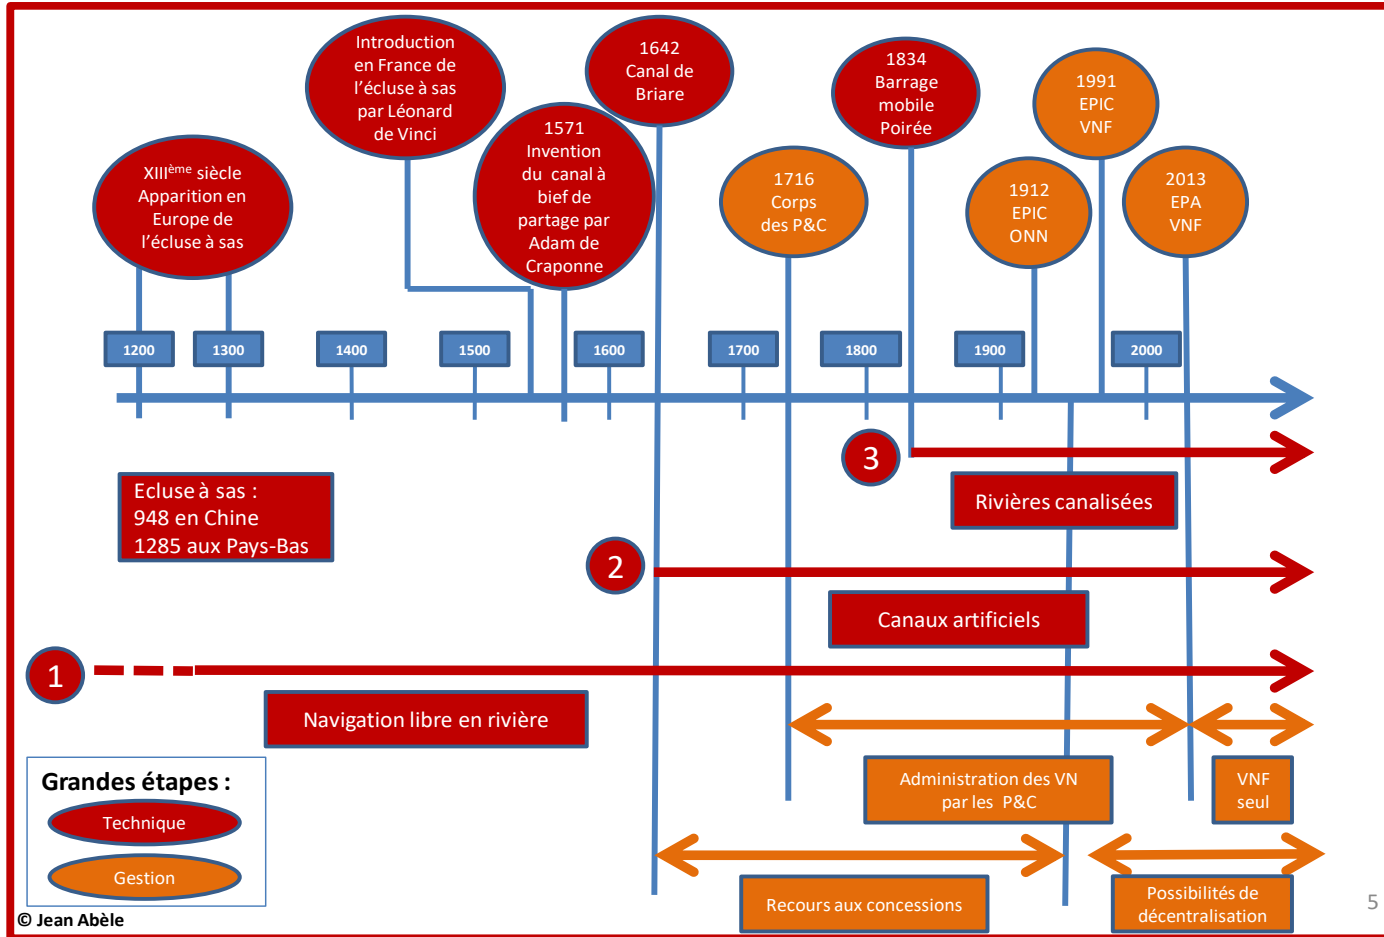 Introduction
en France de
l'écluse à sas
par Léonard
de Vinci
1642
Canal de
Briare
1834
Barrage
mobile
Poirée
1991
EPIC
VNF
XIIIème siècle
Apparition en
Europe de
l'écluse à sas
1571
Invention
du canal à
bief de
partage par
Adam de
Craponne
1716
Corps
des P&C
1912
EPIC
ONN
2013
EPA
VNF
1200
1300
1400
1500
1600
1700
1800
1900
2000
3
Rivières canalisées
Ecluse à sas :
948 en Chine
1285 aux Pays-Bas
2
Canaux artificiels
1
Navigation libre en rivière
Administration des VN
par les P&C
VNF
seul
Grandes étapes :
Technique
Gestion
Recours aux concessions
Possibilités de
décentralisation
© Jean Abèle
5